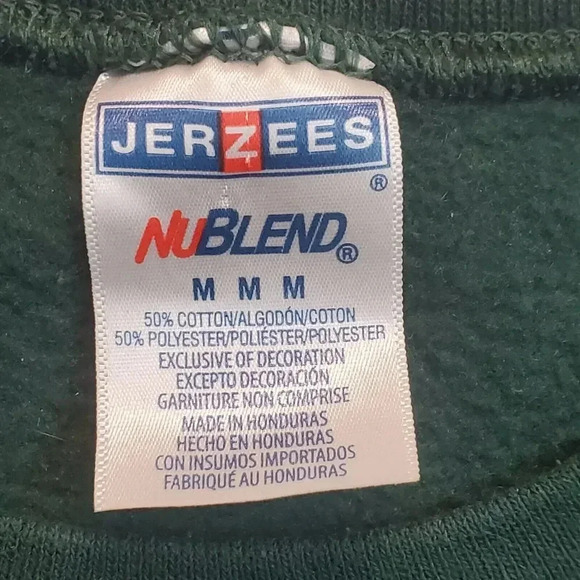 JERZEES
®
NUBLEND®
M M M
50% COTTON/ALGODÓN/COTON
50% POLYESTER/POLIÉSTER/POLYESTER
EXCLUSIVE OF DECORATION
EXCEPTO DECORACIÓN
GARNITURE NON COMPRISE
MADE IN HONDURAS
HECHO EN HONDURAS
CON INSUMOS IMPORTADOS
FABRIQUÉ AU HONDURAS